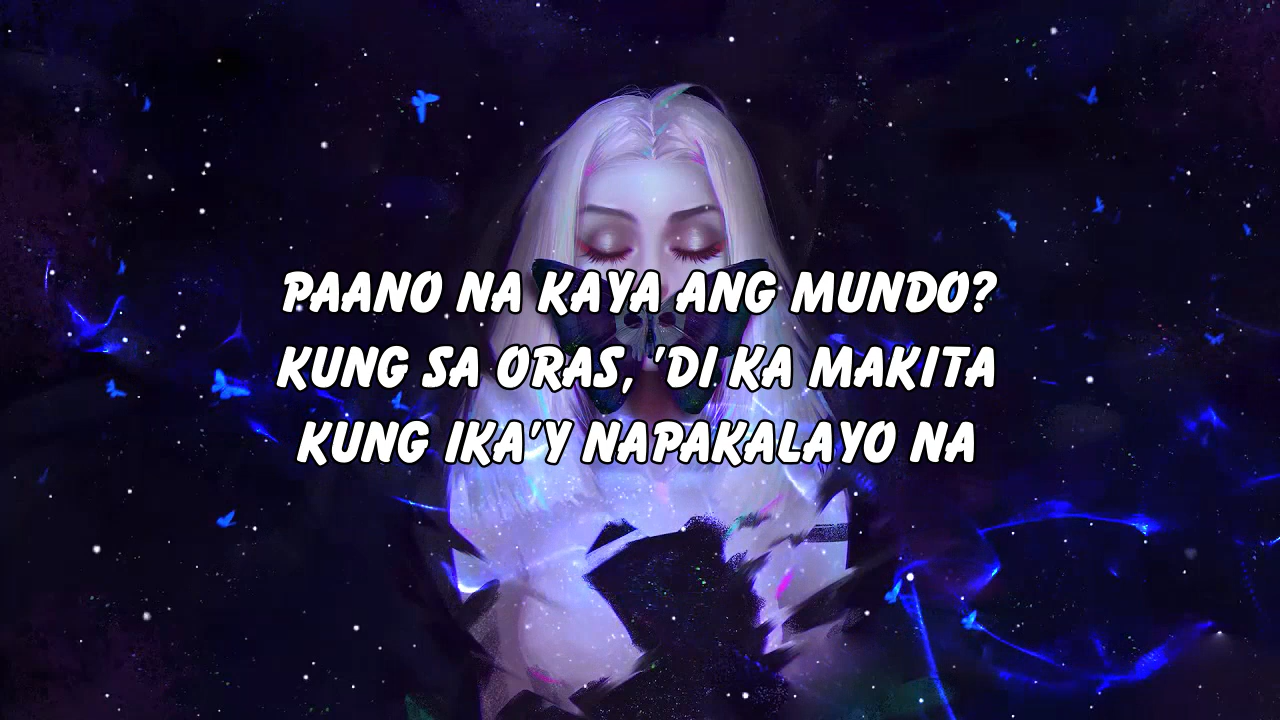 PAANO NA KAYA ANG MUNDO?
KUNG SA ORAS, 'DI KA MAKITA
KUNG IKA'Y NAPAKALAYO NA